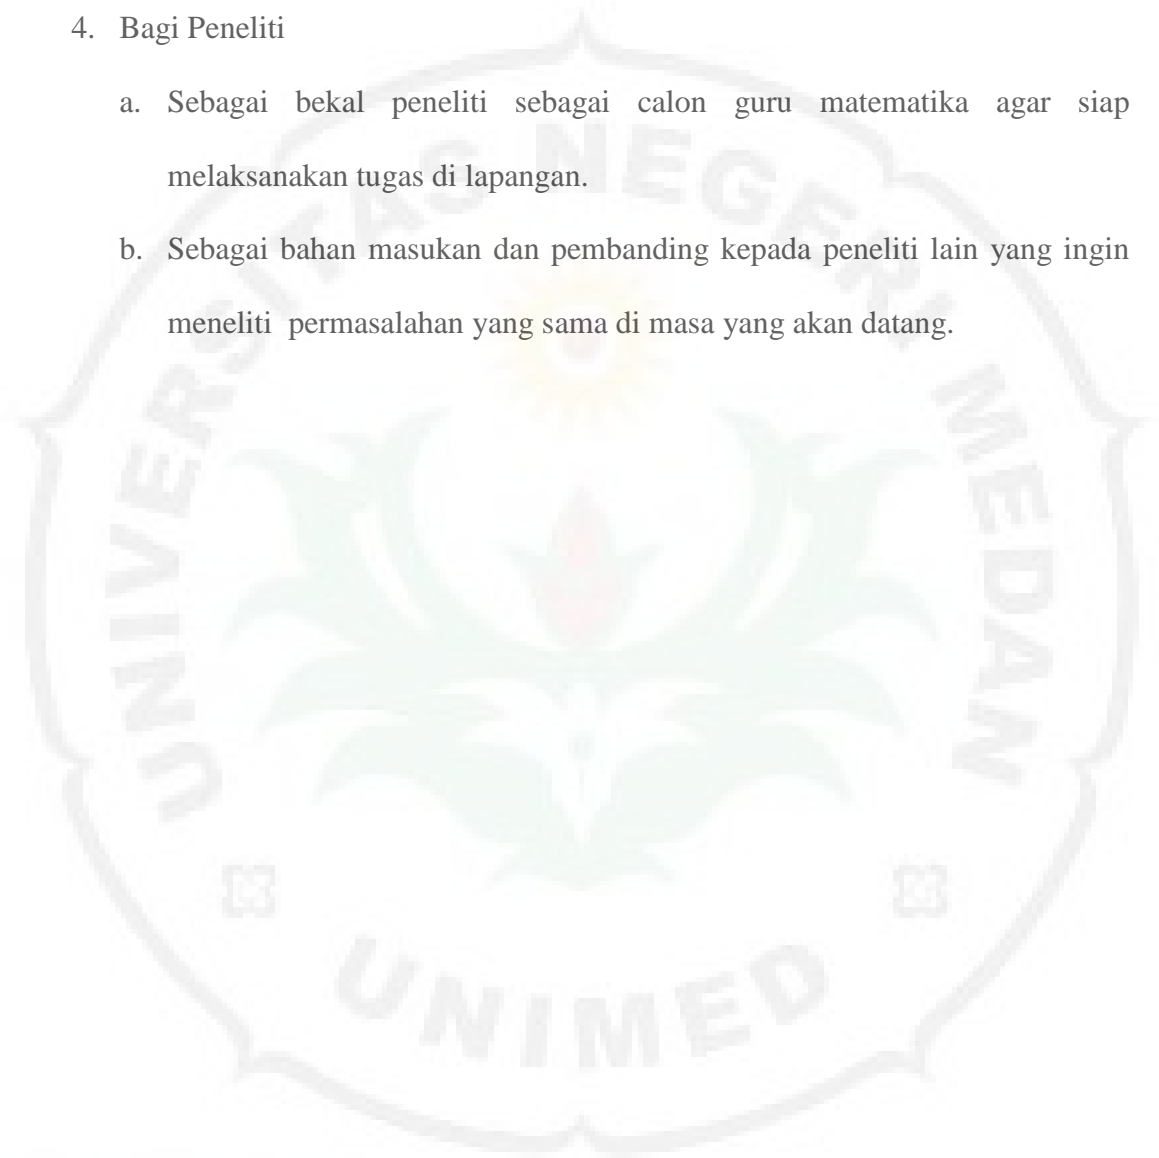 4. Bagi Peneliti
a. Sebagai bekal peneliti sebagai calon guru matematika agar siap
melaksanakan tugas di lapangan.
b. Sebagai bahan masukan dan pembanding kepada peneliti lain yang ingin
meneliti  permasalahan yang sama di masa yang akan datang.
UNIVERSITAS NEGERI MEDAN
UNIMED